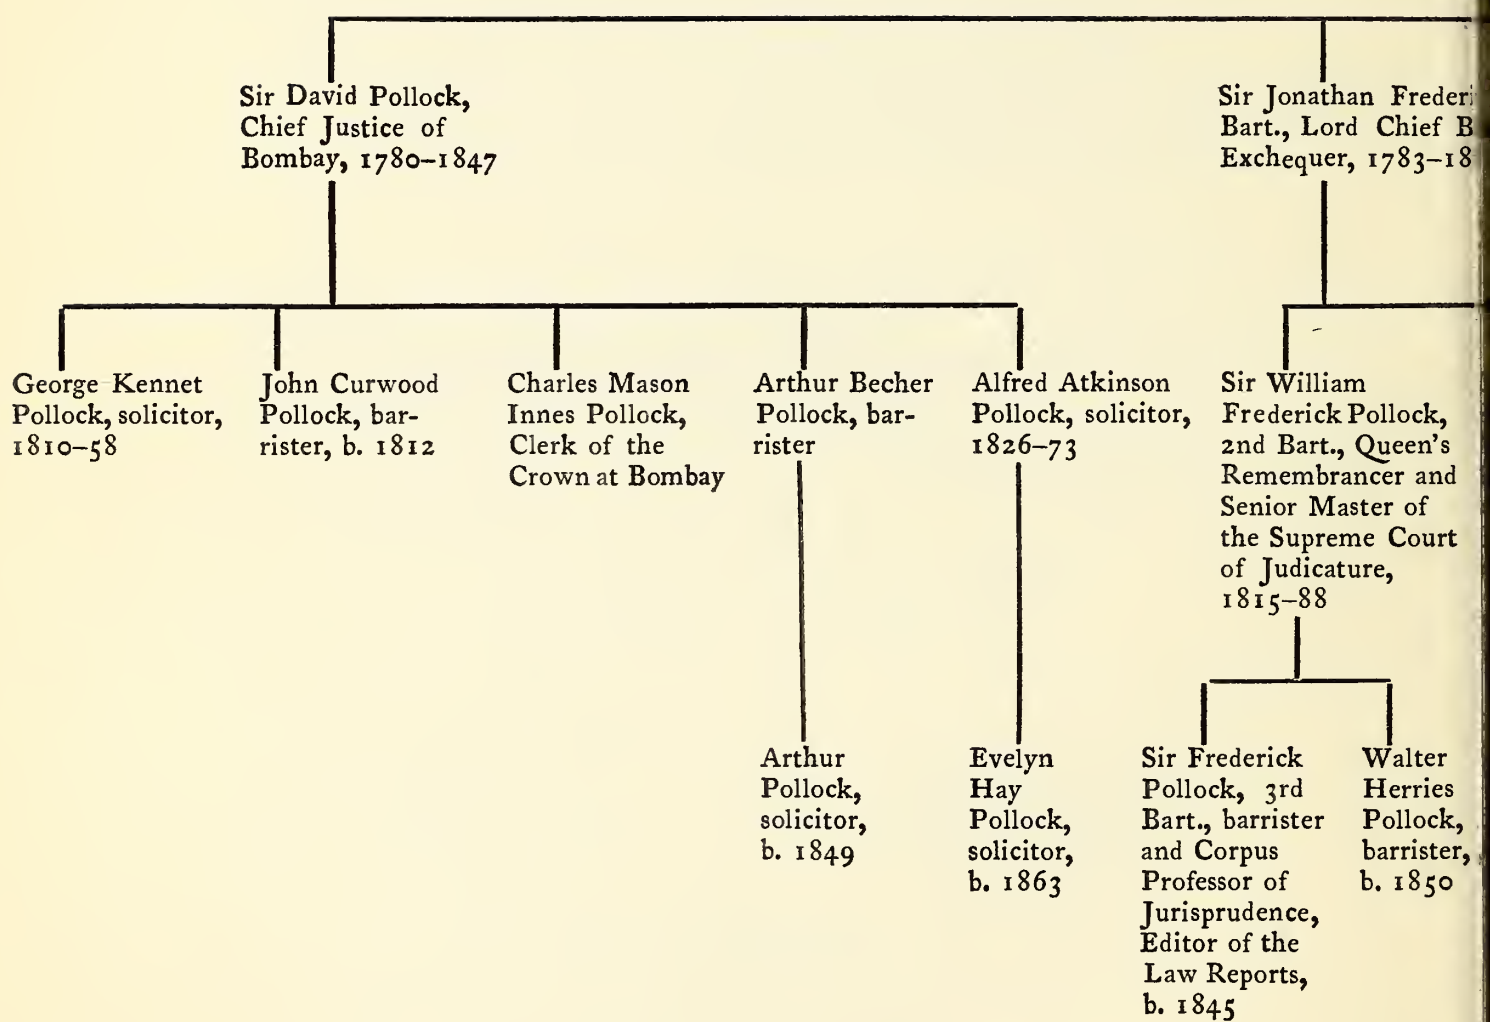 Sir David Pollock,
Chief Justice of
Bombay, 1780–1847
Sir Jonathan
Bart., Lord Chief
Exchequer, 1783–
George Kennet
Pollock, solicitor,
1810–58
John Curwood
Pollock, bar-
rister, b. 1812
Charles Mason
Innes Pollock,
Clerk of the
Crown at Bombay
Arthur Becher
Pollock, bar-
rister
Alfred Atkinson
Pollock, solicitor,
1826–73
Sir William
Frederick Pollock,
2nd Bart., Queen's
Remembrancer and
Senior Master of
the Supreme Court
of Judicature,
1815–88
Arthur
Pollock,
solicitor,
b. 1849
Evelyn
Hay
Pollock,
solicitor,
b. 1863
Sir Frederick
Pollock, 3rd
Bart., barrister
and Corpus
Professor of
Jurisprudence,
Editor of the
Law Reports,
b. 1845
Walter
Herries
Pollock,
barrister,
b. 1850